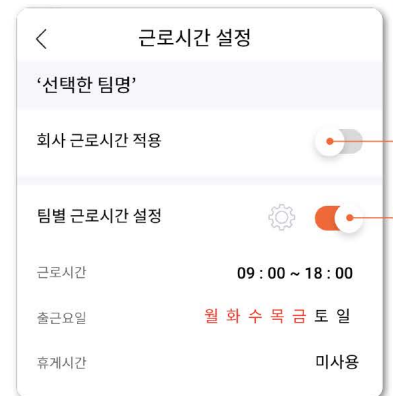 근로시간 설정
‘선택한 팀명’
회사 근로시간 적용
팀별 근로시간 설정
근로시간 09 : 00 ~ 18 : 00
출근요일 월 화 수 목 금 토 일
휴게시간 미사용